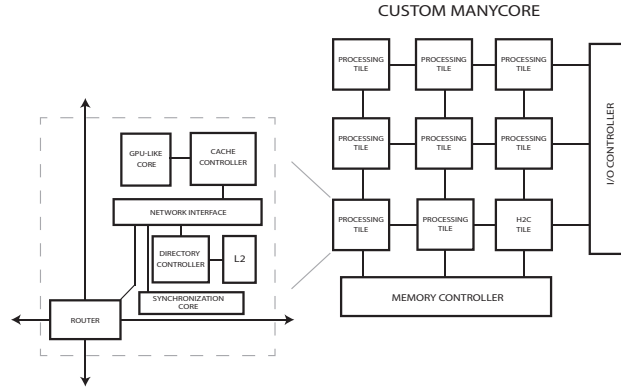 CUSTOM MANYCORE
PROCESSING
TILE
PROCESSING
TILE
PROCESSING
TILE
PROCESSING
TILE
PROCESSING
TILE
PROCESSING
TILE
PROCESSING
TILE
PROCESSING
TILE
H2C
TILE
I/O CONTROLLER
MEMORY CONTROLLER
GPU-LIKE
CORE
CACHE
CONTROLLER
NETWORK INTERFACE
DIRECTORY
CONTROLLER
L2
SYNCHRONIZATION
CORE
ROUTER